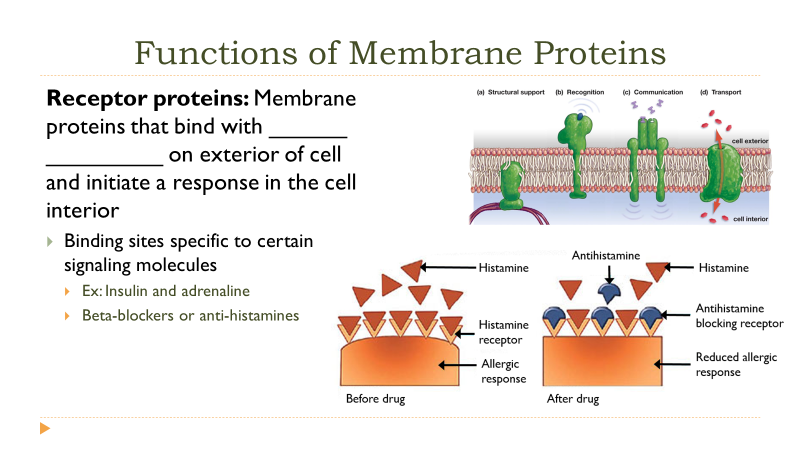 Functions of Membrane Proteins
Receptor proteins: Membrane
proteins that bind with _______
___________ on exterior of cell
and initiate a response in the cell
interior
Binding sites specific to certain
signaling molecules
Ex: Insulin and adrenaline
Beta-blockers or anti-histamines
(a) Structural support (b) Recognition (c) Communication (d) Transport
cell exterior
cell interior
Histamine
Histamine
receptor
Allergic
response
Before drug
Antihistamine
Histamine
Antihistamine
blocking receptor
Reduced allergic
response
After drug